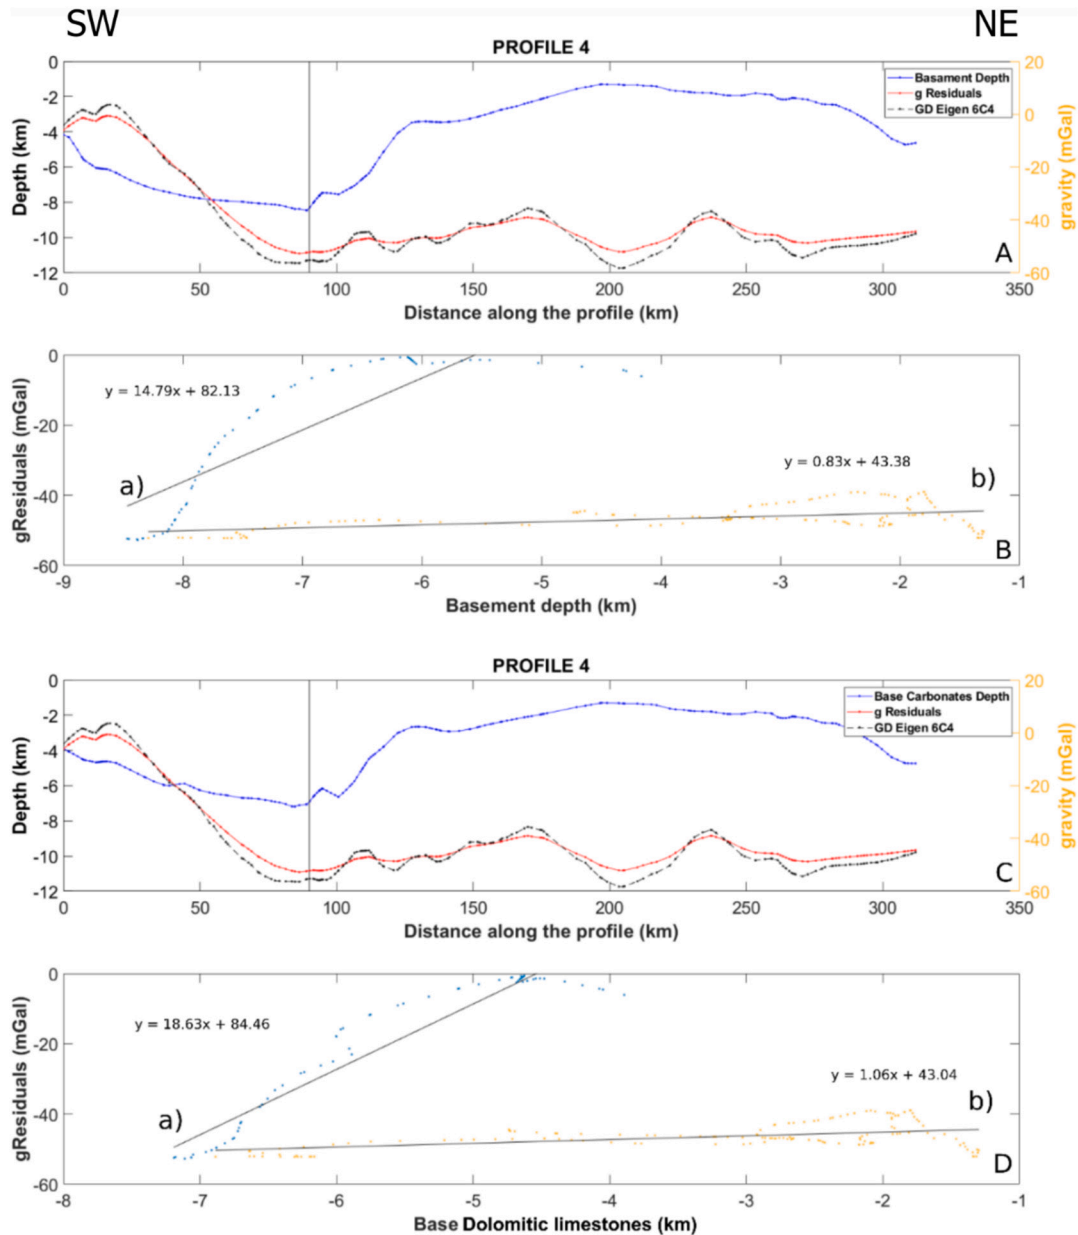 SW NE
PROFILE 4
0
-2
-4
-6
-8
-10
-12
Depth (km)
20
0
-20
-40
-60
gravity (mGal)
Basament Depth
g Residuals
GD Eigen 6C4
A
0 50 100 150 200 250 300 350
Distance along the profile (km)
0
-20
-40
-60
gResiduals (mGal)
y = 14.79x + 82.13
a)
y = 0.83x + 43.38
b)
B
-9 -8 -7 -6 -5 -4 -3 -2 -1
Basement depth (km)
PROFILE 4
0
-2
-4
-6
-8
-10
-12
Depth (km)
20
0
-20
-40
-60
gravity (mGal)
Base Carbonates Depth
g Residuals
GD Eigen 6C4
C
0 50 100 150 200 250 300 350
Distance along the profile (km)
0
-20
-40
-60
gResiduals (mGal)
y = 18.63x + 84.46
a)
y = 1.06x + 43.04
b)
D
-8 -7 -6 -5 -4 -3 -2 -1
Base Dolomitic limestones (km)